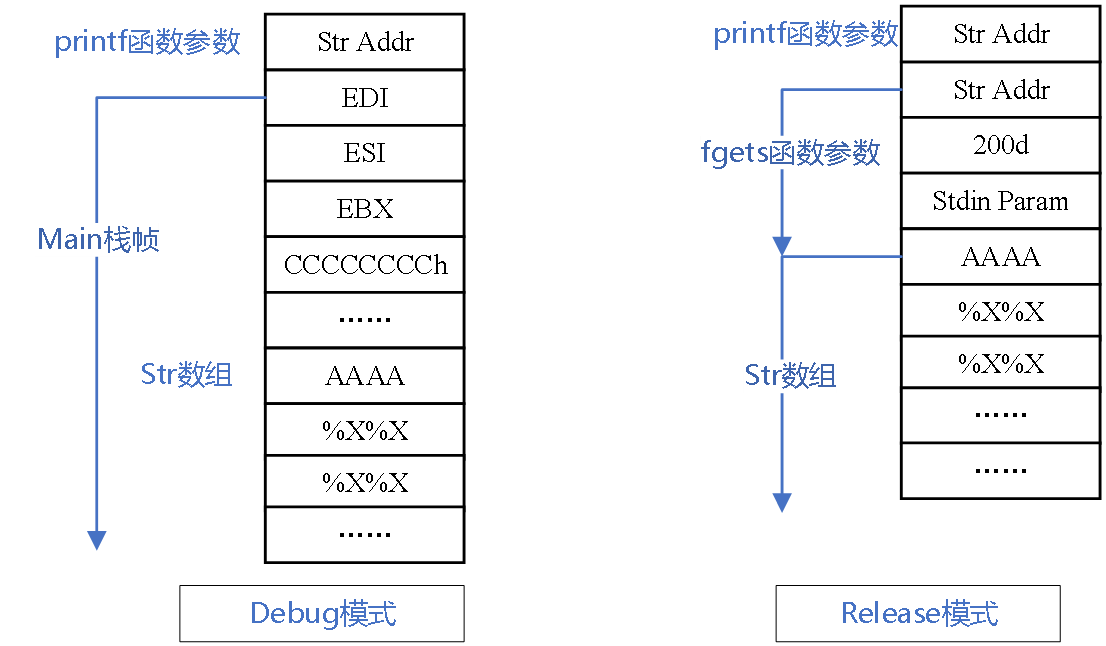 printf函数参数
Str Addr
EDI
ESI
EBX
Main栈帧
CCCCCCCCh
……
Str数组
AAAA
%X%X
%X%X
……
Debug模式
printf函数参数
Str Addr
Str Addr
fgets函数参数
200d
Stdin Param
AAAA
%X%X
%X%X
Str数组
……
……
Release模式